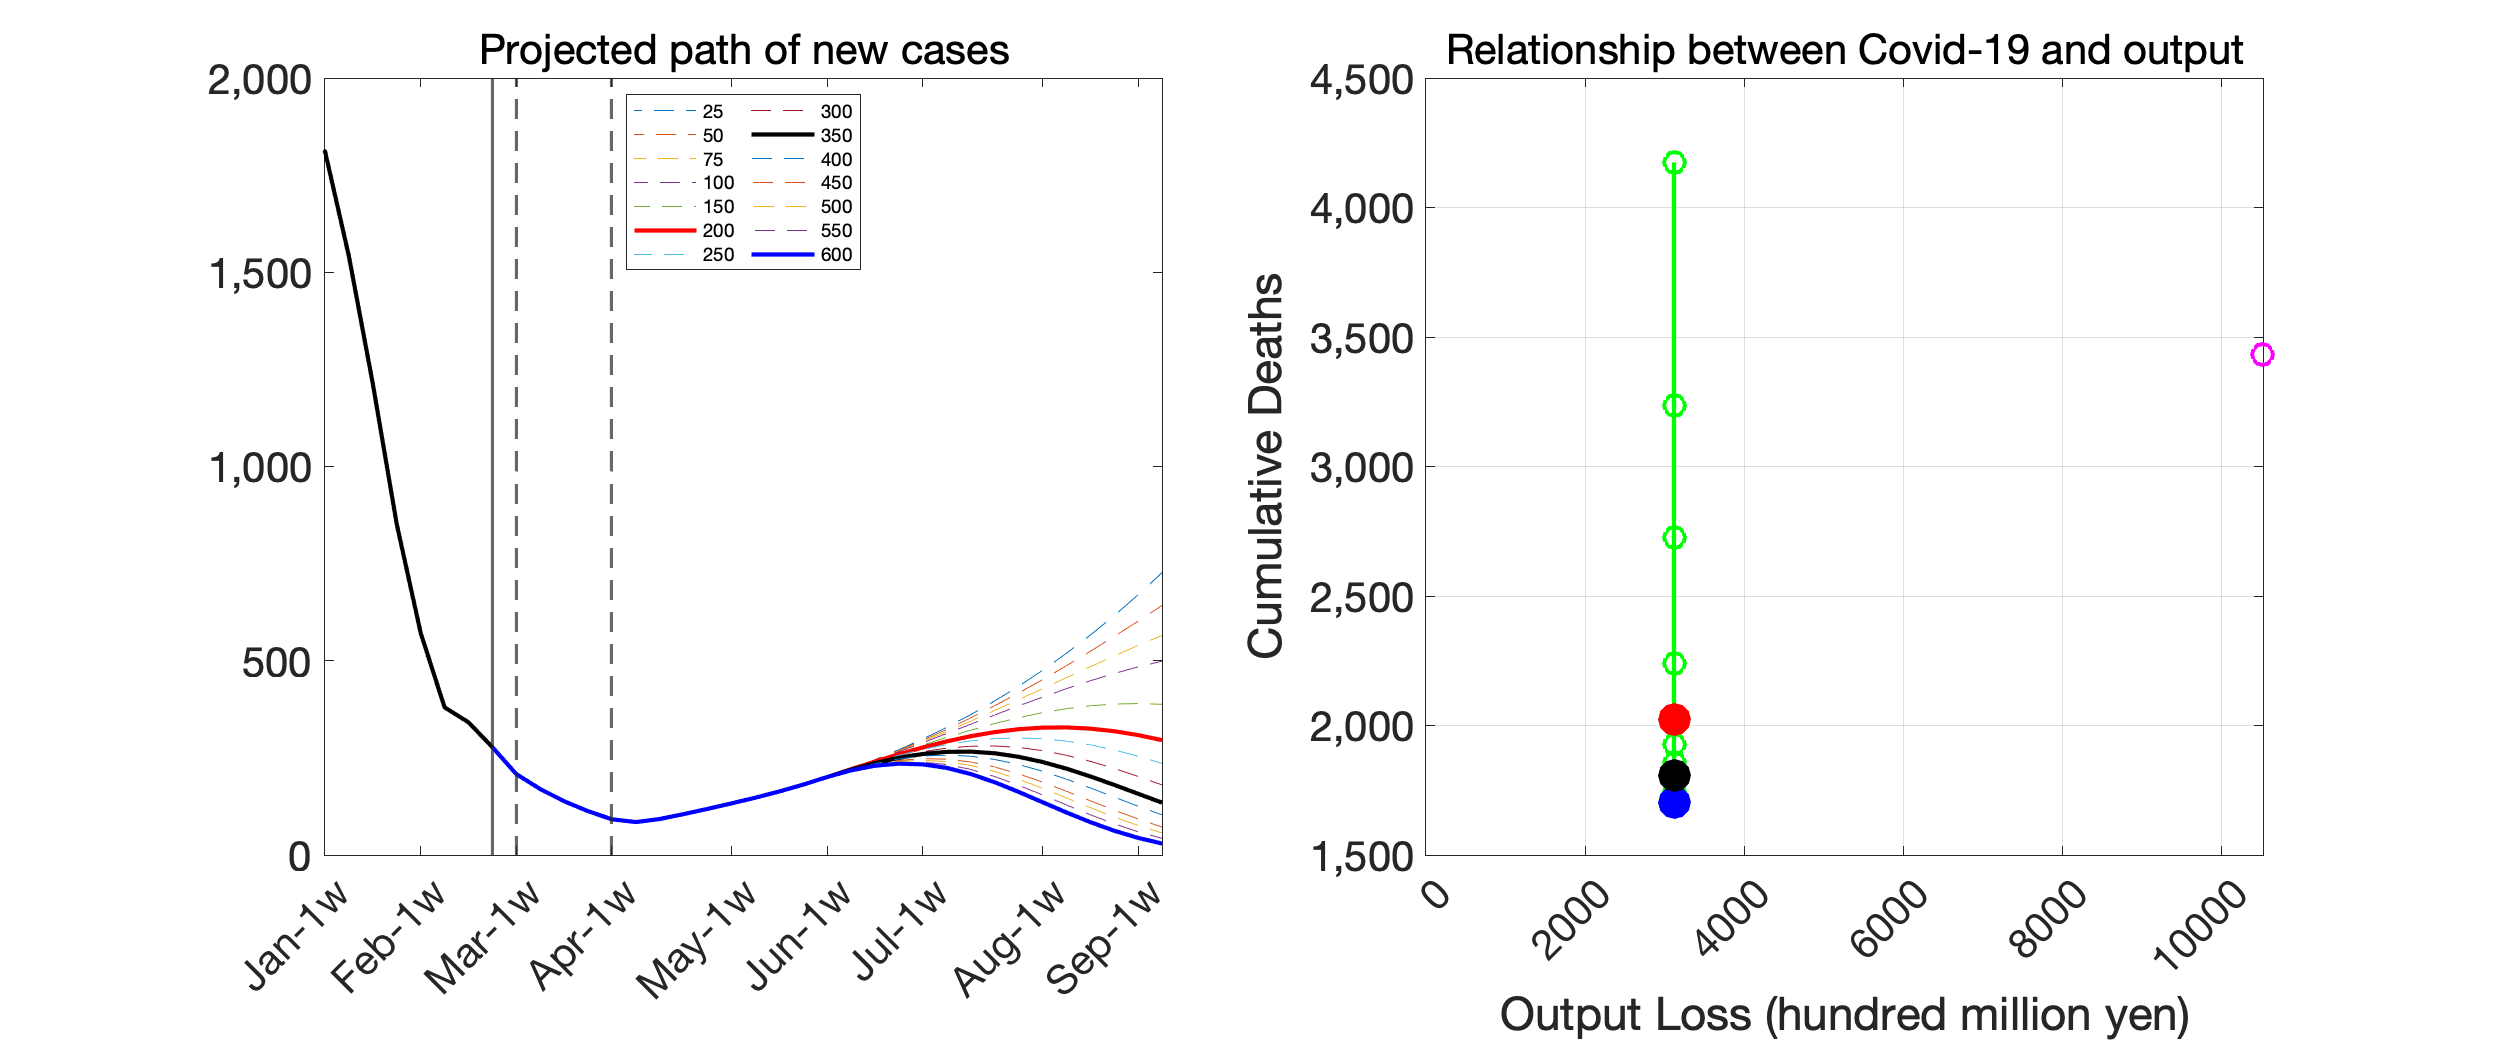 Projected path of new cases
2,000
1,500
1,000
500
0
25
50
75
100
150
200
250
300
350
400
450
500
550
600
Jan-1w
Feb-1w
Mar-1w
Apr-1w
May-1w
Jun-1w
Jul-1w
Aug-1w
Sep-1w
Relationship between Covid-19 and output
Cumulative Deaths
4,500
4,000
3,500
3,000
2,500
2,000
1,500
0
2000
4000
6000
8000
10000
Output Loss (hundred million yen)